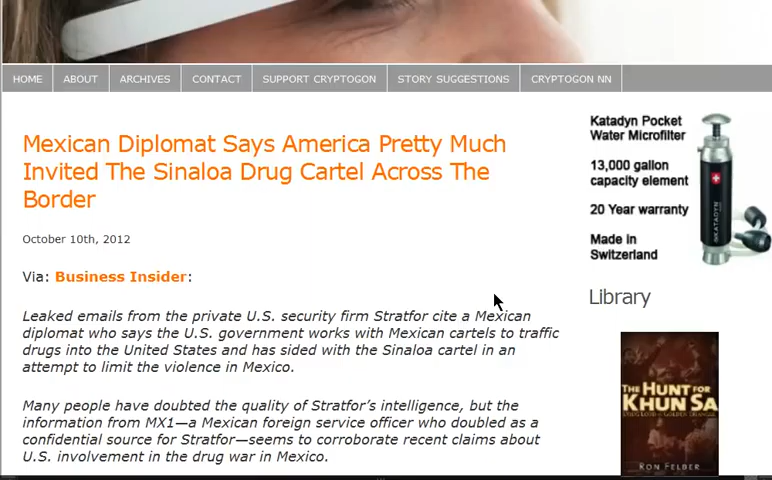 HOME ABOUT ARCHIVES CONTACT SUPPORT CRYPTOGON STORY SUGGESTIONS CRYPTOGON NN
Mexican Diplomat Says America Pretty Much
Invited The Sinaloa Drug Cartel Across The
Border
October 10th, 2012
Via: Business Insider:
Leaked emails from the private U.S. security firm Stratfor cite a Mexican
diplomat who says the U.S. government works with Mexican cartels to traffic
drugs into the United States and has sided with the Sinaloa cartel in an
attempt to limit the violence in Mexico.
Many people have doubted the quality of Stratfor's intelligence, but the
information from MX1—a Mexican foreign service officer who doubled as a
confidential source for Stratfor—seems to corroborate recent claims about
U.S. involvement in the drug war in Mexico.
Katadyn Pocket
Water Microfilter
13,000 gallon
capacity element
20 Year warranty
Made in
Switzerland
KATADYN
Library
THE HUNT FOR
KHUN SA
RON FELBER